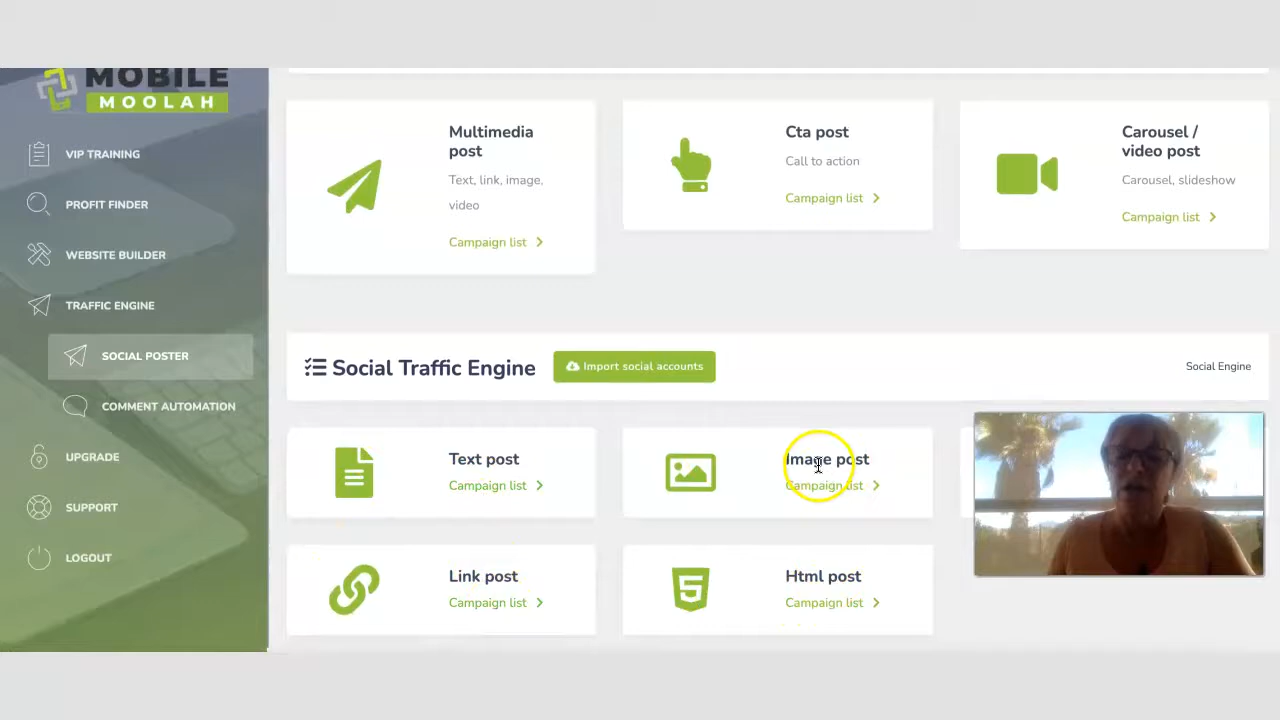 MOBILE
MOOLAH
VIP TRAINING
PROFIT FINDER
WEBSITE BUILDER
TRAFFIC ENGINE
SOCIAL POSTER
COMMENT AUTOMATION
UPGRADE
SUPPORT
LOGOUT
Multimedia
post
Text, link, image,
video
Campaign list
Cta post
Call to action
Campaign list
Carousel /
video post
Carousel, slideshow
Campaign list
Social Traffic Engine
Import social accounts
Social Engine
Text post
Campaign list
Image post
Campaign list
Link post
Campaign list
Html post
Campaign list